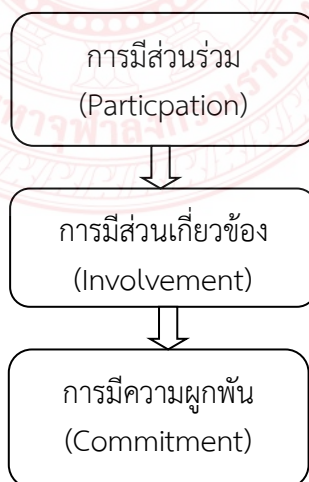 การมีส่วนร่วม
(Particpation)
การมีส่วนเกี่ยวข้อง
(Involvement)
การมีความผูกพัน
(Commitment)